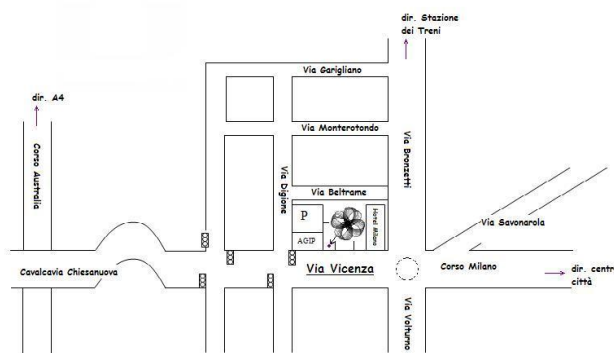 dir. Stazione
dei Treni
Via Garigliano
dir. A4
Via Monterotondo
Corso Australia
Via Digione
Via Bronzetti
Via Beltrame
P
Hotel Milano
Via Savonarola
AGIP
Cavalcavia Chiesanuova
Via Vicenza
Corso Milano
dir. centr
città
Via Volturno